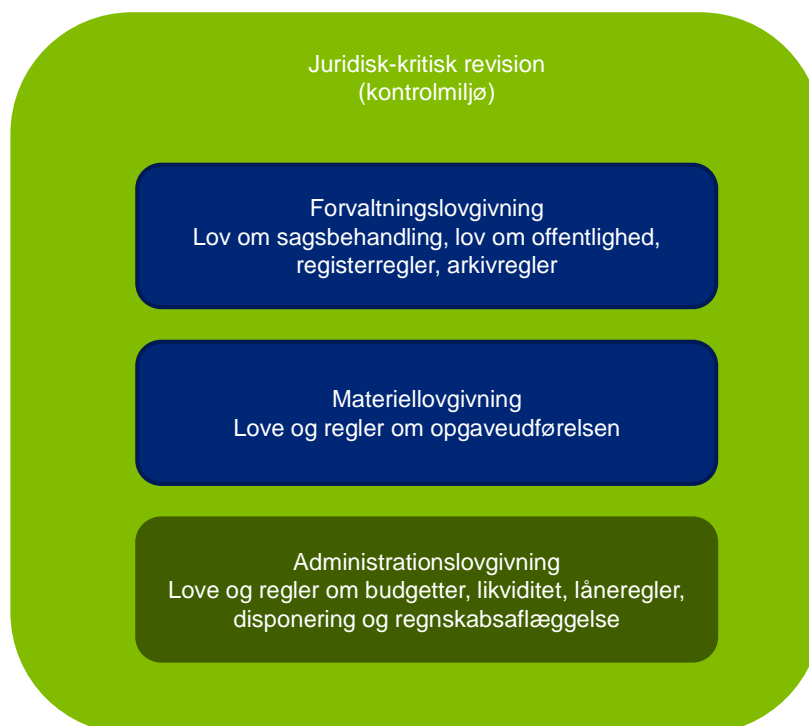 Juridisk-kritisk revision
(kontrolmiljø)
Forvaltningslovgivning
Lov om sagsbehandling, lov om offentlighed,
registerregler, arkivregler
Materiellovgivning
Love og regler om opgaveudførelsen
Administrationslovgivning
Love og regler om budgetter, likviditet, låneregler,
disponering og regnskabsaflæggelse